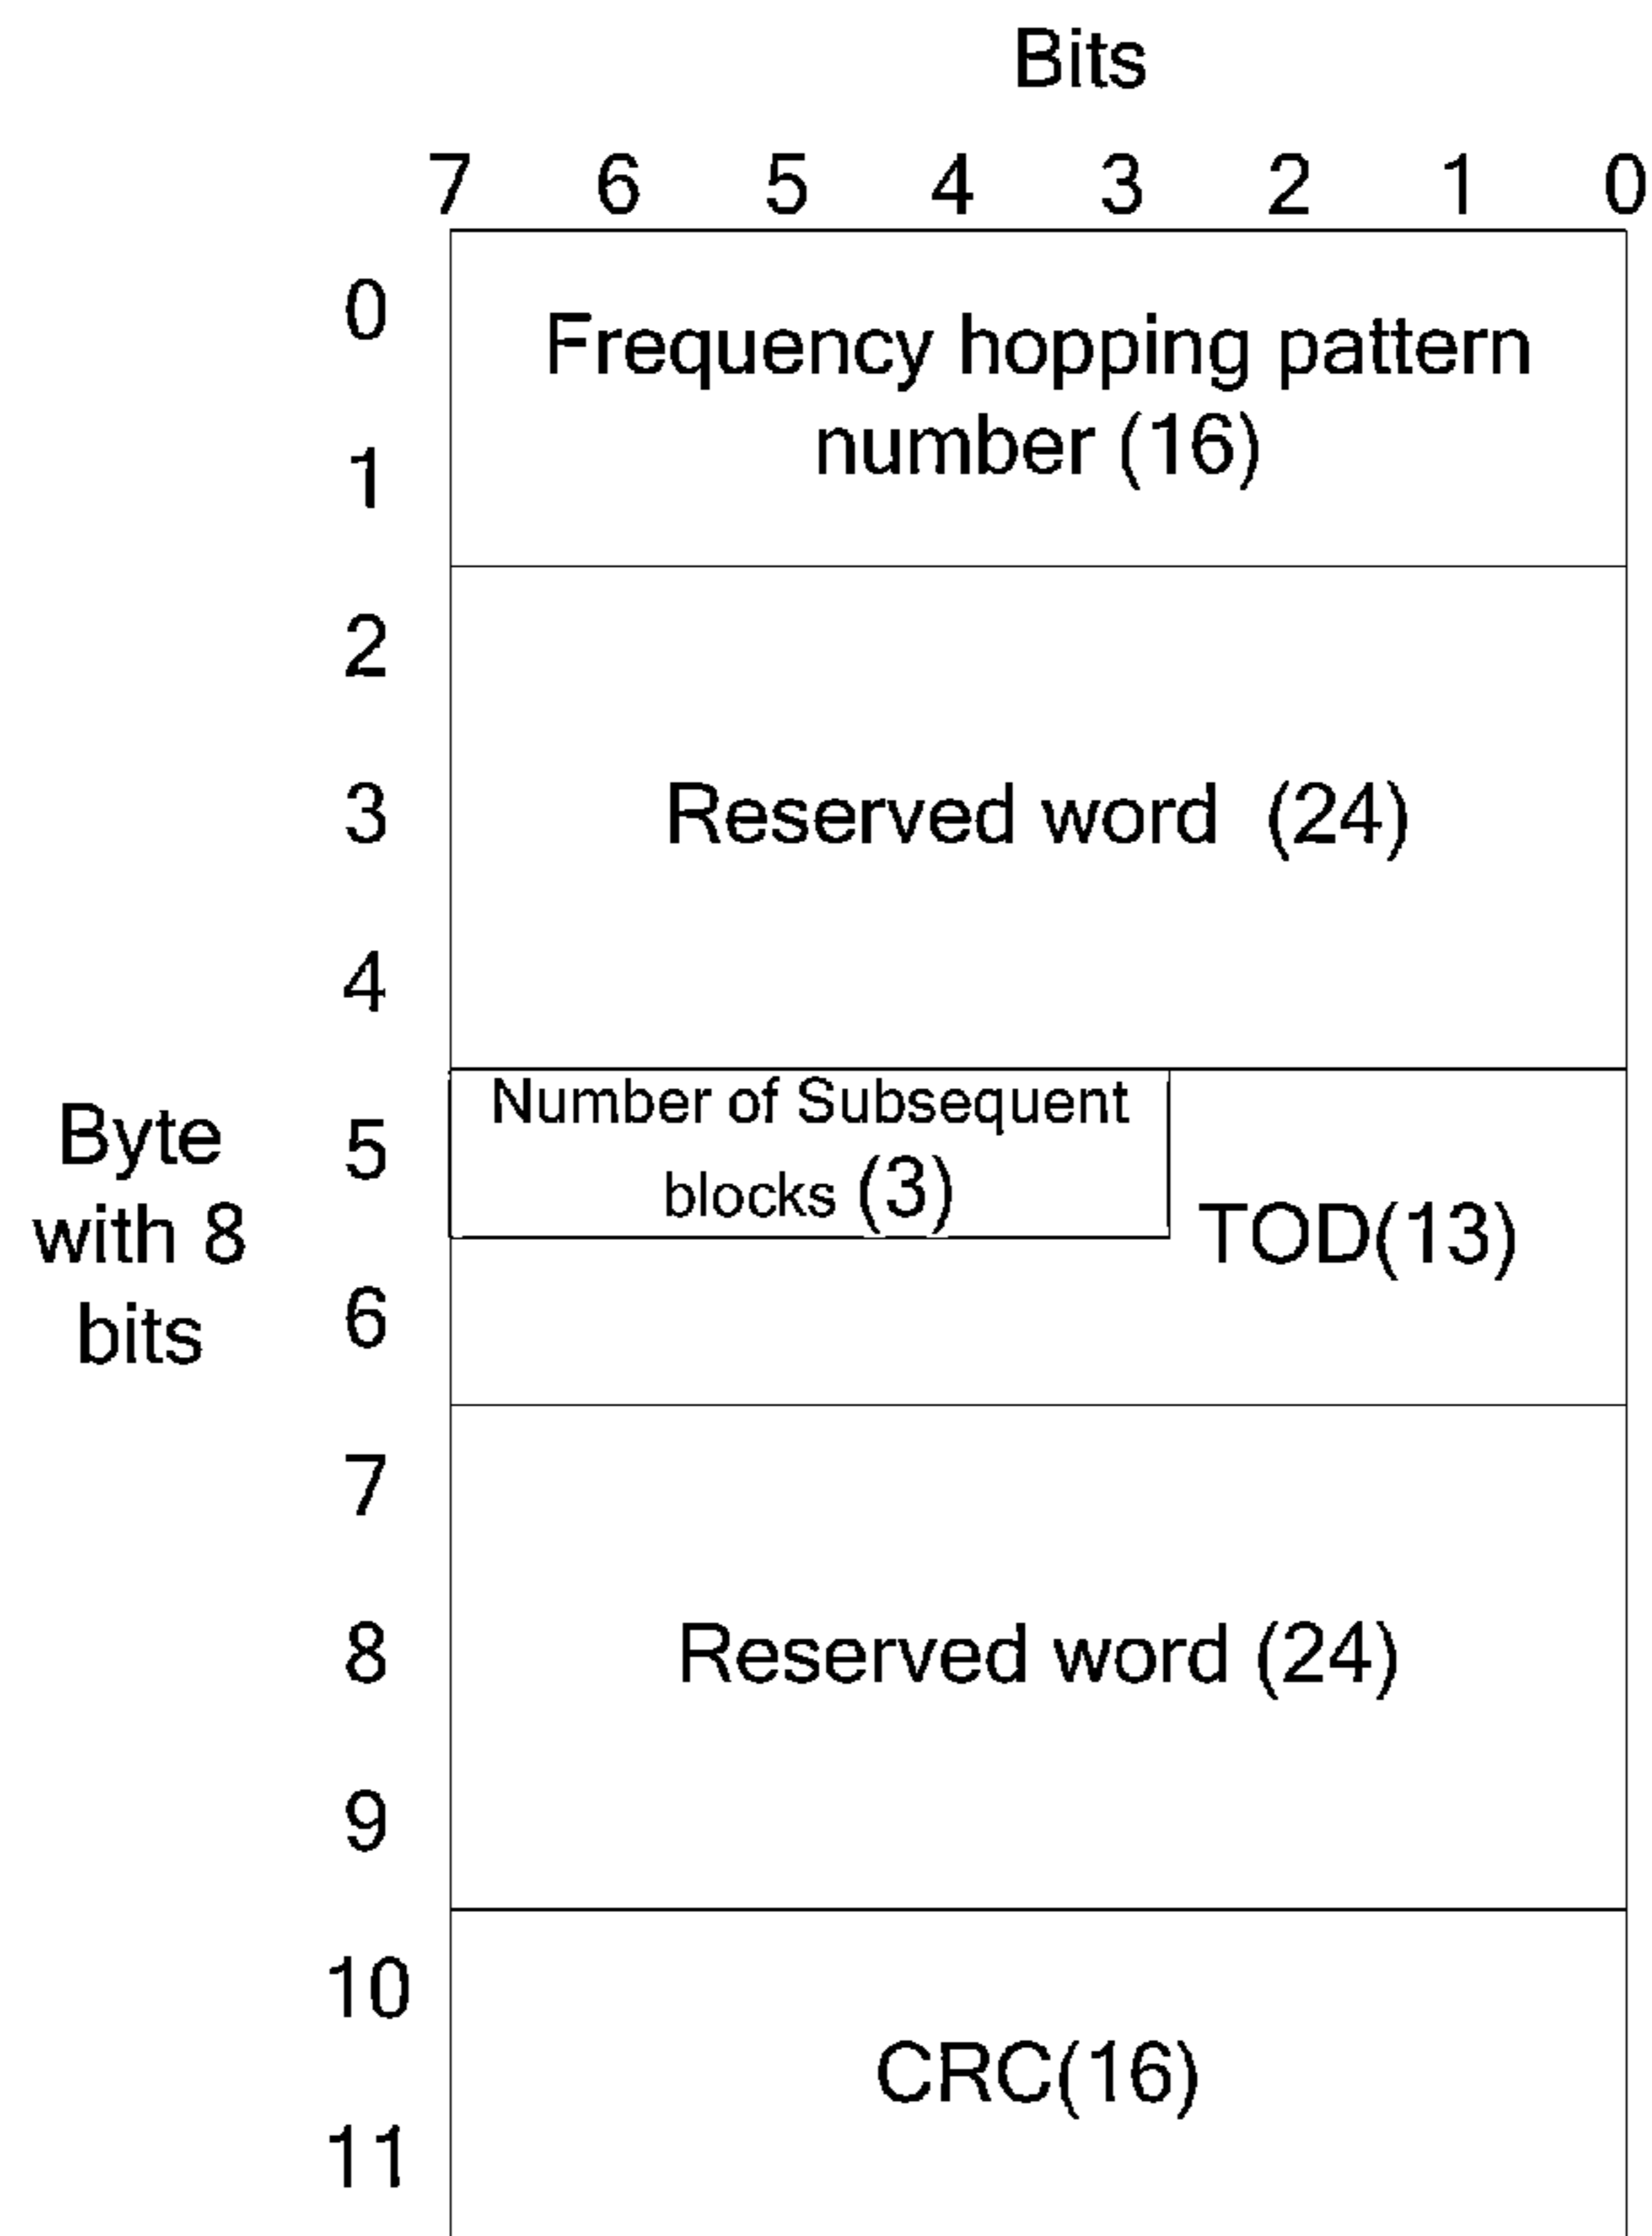 Bits
7 6 5 4 3 2 1 0
0
Frequency hopping pattern
number (16)
1
2
3
Reserved word (24)
4
5
Number of Subsequent
blocks (3)
Byte
with 8
bits
TOD(13)
6
7
8
Reserved word (24)
9
10
CRC(16)
11